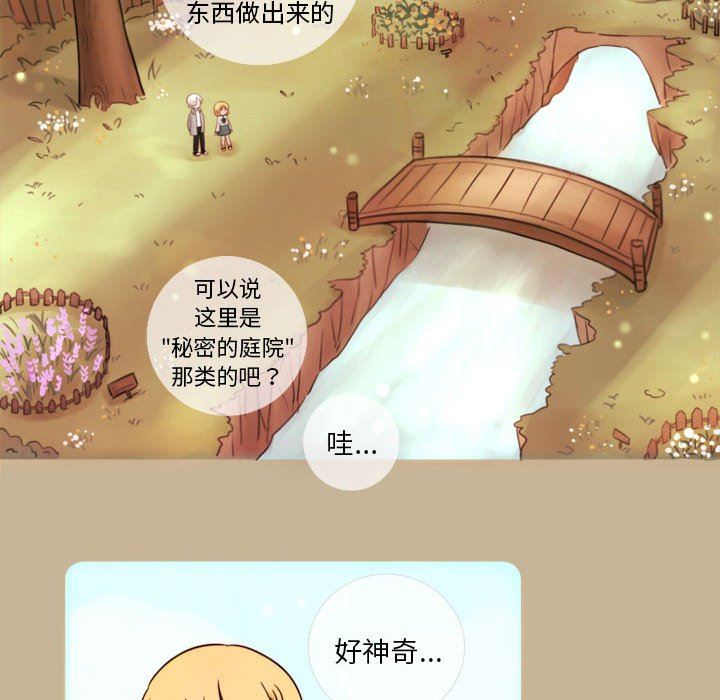 东西做出来的
可以说
这里是
"秘密的庭院"
那类的吧？
哇...
好神奇...